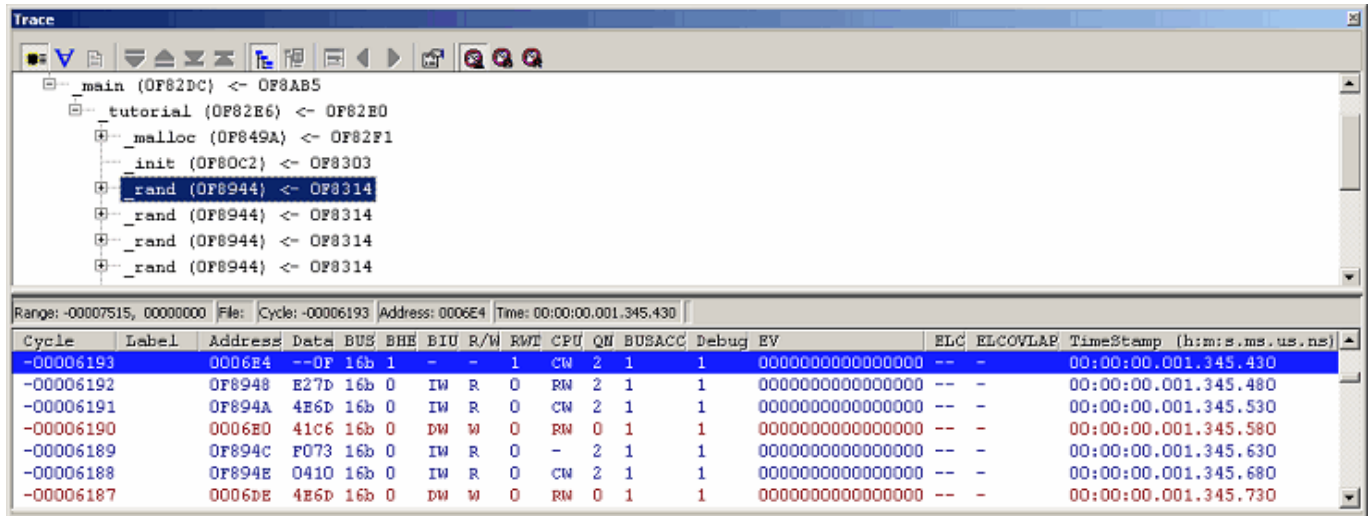 Trace
_main (0F82DC) <- 0F8AB5
_tutorial (0F82E6) <- 0F82E0
_malloc (0F849A) <- 0F82F1
_init (0F80C2) <- 0F8303
_rand (0F8944) <- 0F8314
_rand (0F8944) <- 0F8314
_rand (0F8944) <- 0F8314
_rand (0F8944) <- 0F8314
Range: -00007515, 00000000 File: Cycle: -00006193 Address: 0006E4 Time: 00:00:00.001.345.430
Cycle Label Address Data BUS BHE BIU R/W RWT CPU QN BUSACC Debug EV ELC ELCOVLAP TimeStamp (h:m:s.ms.us.ns)
-00006193 0006E4 --0F 16b 1 - - 1 CW 2 1 1 0000000000000000 -- - 00:00:00.001.345.430
-00006192 0F8948 E27D 16b 0 IW R 0 RW 2 1 1 0000000000000000 -- - 00:00:00.001.345.480
-00006191 0F894A 4E6D 16b 0 IW R 0 CW 2 1 1 0000000000000000 -- - 00:00:00.001.345.530
-00006190 0006E0 41C6 16b 0 DW W 0 RW 0 1 1 0000000000000000 -- - 00:00:00.001.345.580
-00006189 0F894C F073 16b 0 IW R 0 - 2 1 1 0000000000000000 -- - 00:00:00.001.345.630
-00006188 0F894E 0410 16b 0 IW R 0 CW 2 1 1 0000000000000000 -- - 00:00:00.001.345.680
-00006187 0006DE 4E6D 16b 0 DW W 0 RW 0 1 1 0000000000000000 -- - 00:00:00.001.345.730